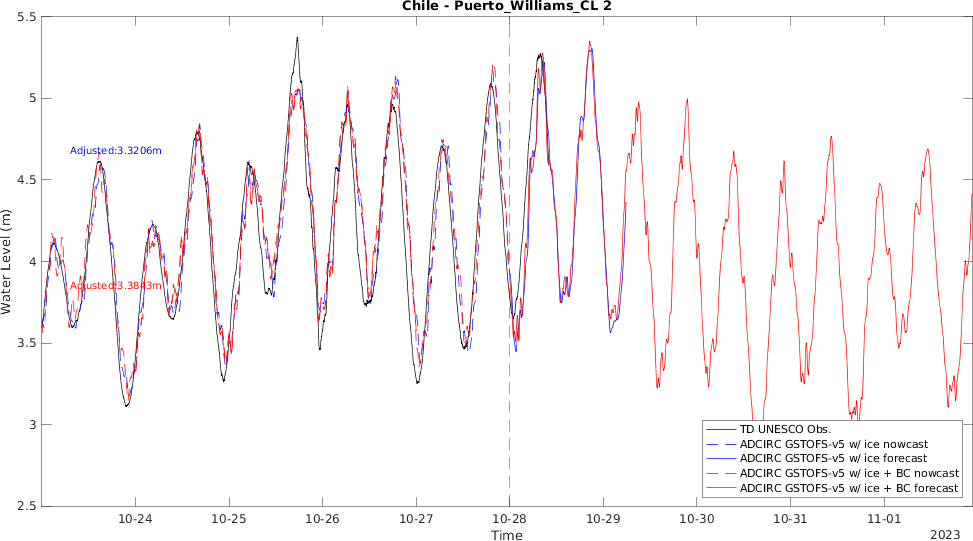 Chile - Puerto_Williams_CL 2
5.5
5
4.5
4
3.5
3
2.5
Water Level (m)
Adjusted:3.3206m
Adjusted:3.3843m
TD UNESCO Obs.
ADCIRC GSTOFS-v5 w/ ice nowcast
ADCIRC GSTOFS-v5 w/ ice forecast
ADCIRC GSTOFS-v5 w/ ice + BC nowcast
ADCIRC GSTOFS-v5 w/ ice + BC forecast
10-24 10-25 10-26 10-27 10-28 10-29 10-30 10-31 11-01
Time
2023